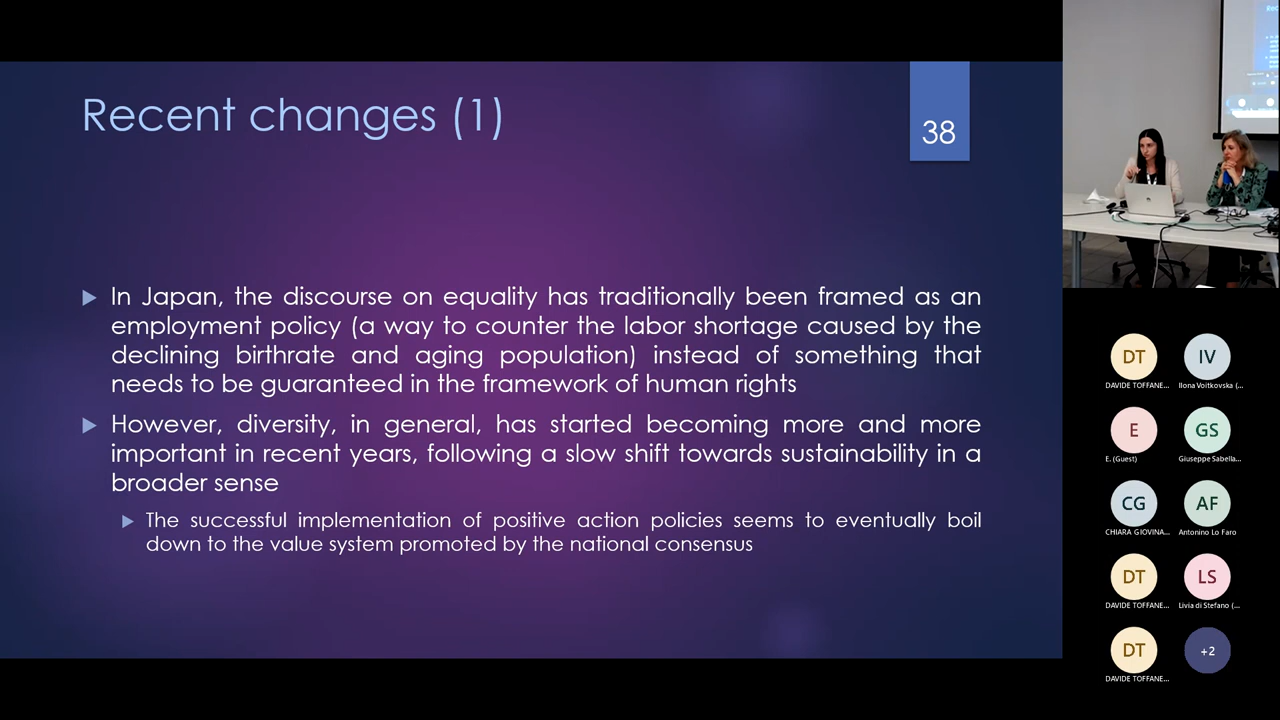 Recent changes (1)
38
In Japan, the discourse on equality has traditionally been framed as an
employment policy (a way to counter the labor shortage caused by the
declining birthrate and aging population) instead of something that
needs to be guaranteed in the framework of human rights
However, diversity, in general, has started becoming more and more
important in recent years, following a slow shift towards sustainability in a
broader sense
The successful implementation of positive action policies seems to eventually boil
down to the value system promoted by the national consensus
DT
DAVIDE TOFFANE...
IV
Ilona Voitkovska (...
E
E. (Guest)
GS
Giuseppe Sabella...
CG
CHIARA GIOVINA...
AF
Antonino Lo Faro
DT
DAVIDE TOFFANE...
LS
Livia di Stefano (...
DT
DAVIDE TOFFANE...
+2